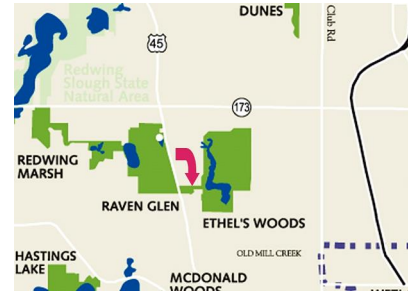 DUNES
Club Rd
45
Redwing
Slough State
Natural Area
173
REDWING
MARSH
RAVEN GLEN
ETHEL'S WOODS
OLD MILL CREEK
HASTINGS
LAKE
MCDONALD
WOODS